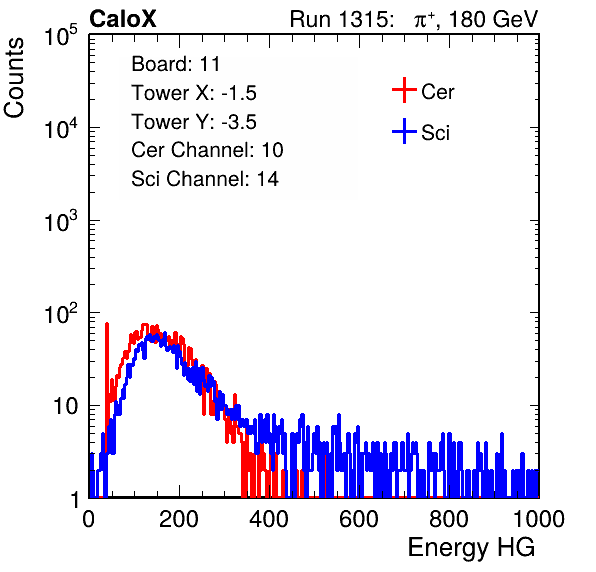 CaloX Run 1315: π⁺, 180 GeV
Counts
10⁵
10⁴
10³
10²
10
1
Board: 11
Tower X: -1.5
Tower Y: -3.5
Cer Channel: 10
Sci Channel: 14
Cer
Sci
0 200 400 600 800 1000
Energy HG